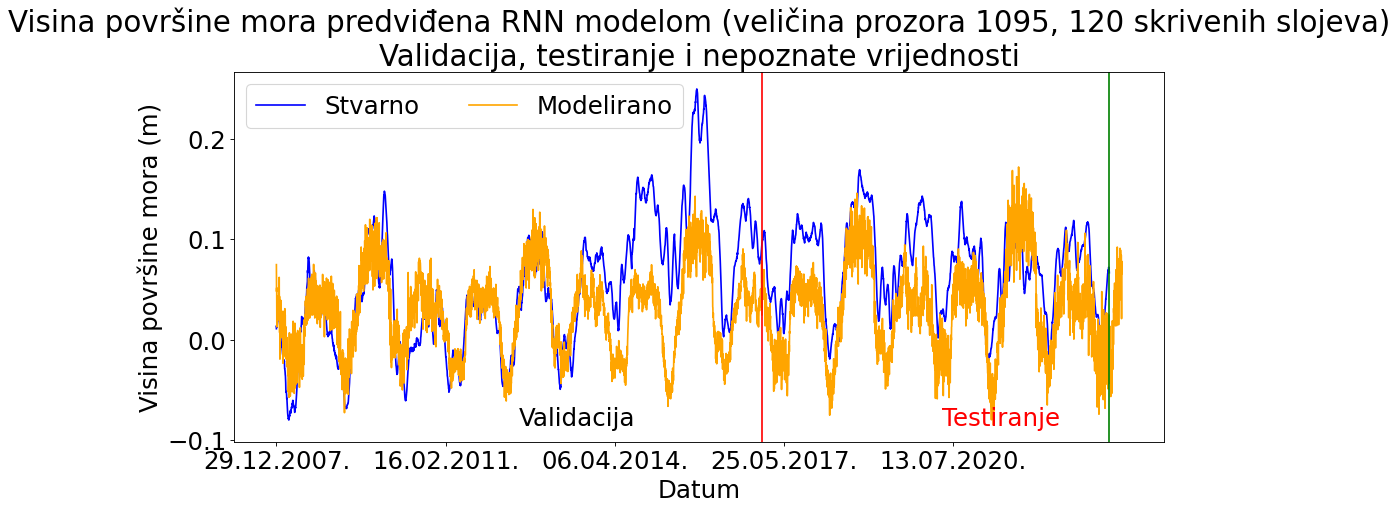 Visina površine mora predviđena RNN modelom (veličina prozora 1095, 120 skrivenih slojeva)
Validacija, testiranje i nepoznate vrijednosti
Stvarno
Modelirano
Visina površine mora (m)
0.2
0.1
0.0
−0.1
Validacija
Testiranje
29.12.2007.
16.02.2011.
06.04.2014.
25.05.2017.
13.07.2020.
Datum